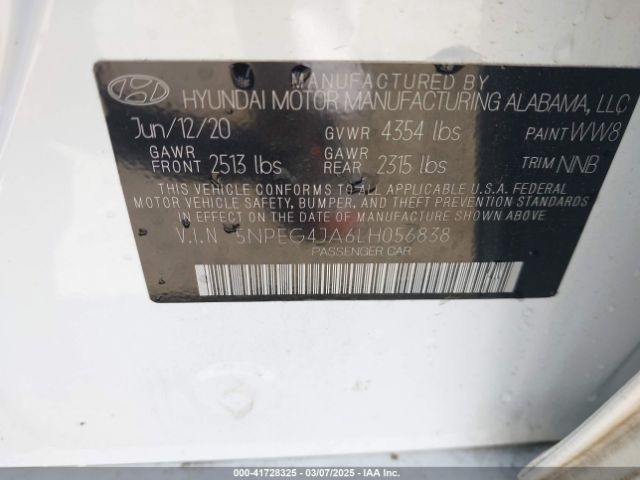 MANUFACTURED BY
HYUNDAI MOTOR MANUFACTURING ALABAMA, LLC
Jun/12/20 GVWR 4354 lbs PAINT WW8
GAWR FRONT 2513 lbs GAWR REAR 2315 lbs TRIM NNB
THIS VEHICLE CONFORMS TO ALL APPLICABLE U.S.A. FEDERAL
MOTOR VEHICLE SAFETY, BUMPER, AND THEFT PREVENTION STANDARDS
IN EFFECT ON THE DATE OF MANUFACTURE SHOWN ABOVE.
V.I.N 5NPEG4JA6LH056838
PASSENGER CAR
00-41728325 | 03/07/2025 | IAA Inc.